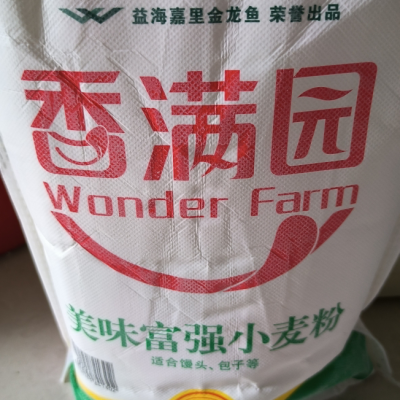 益海嘉里金龙鱼 荣誉出品
香满园
Wonder Farm
美味富强小麦粉
适合馒头、包子等